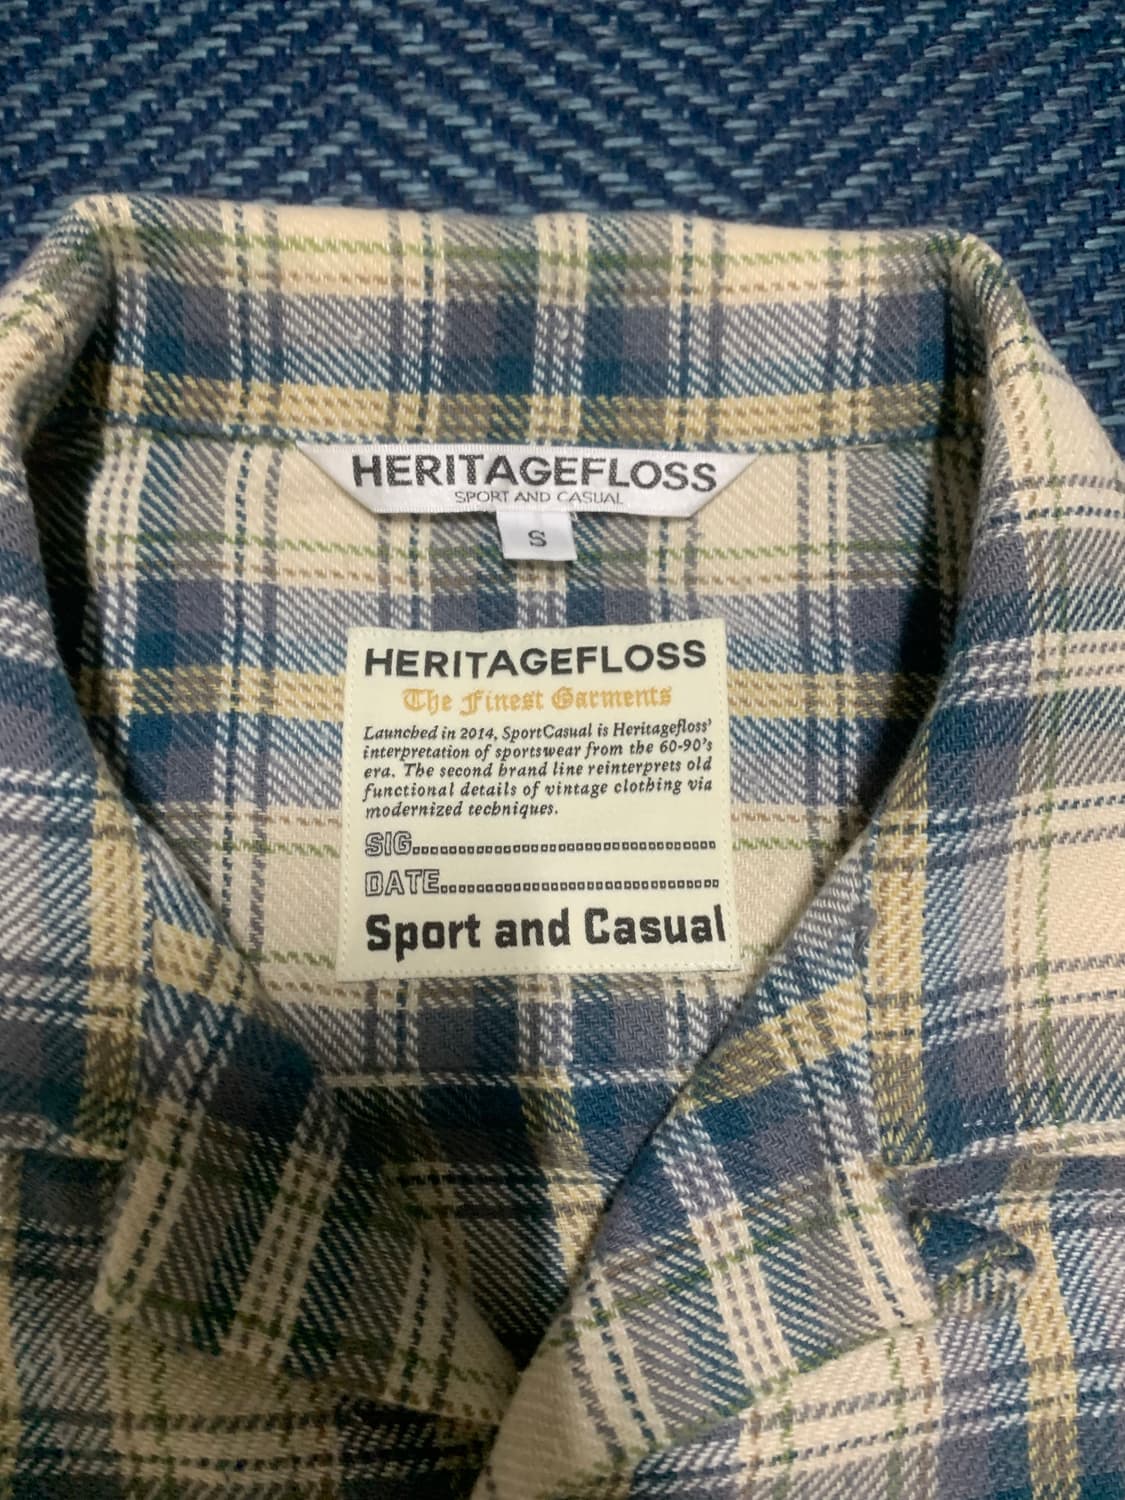 HERITAGEFLOSS
SPORT AND CASUAL
S
HERITAGEFLOSS
The Finest Garments
Launched in 2014, SportCasual is Heritagefloss'
interpretation of sportswear from the 60-90's
era. The second brand line reinterprets old
functional details of vintage clothing via
modernized techniques.
SIG
DATE
Sport and Casual